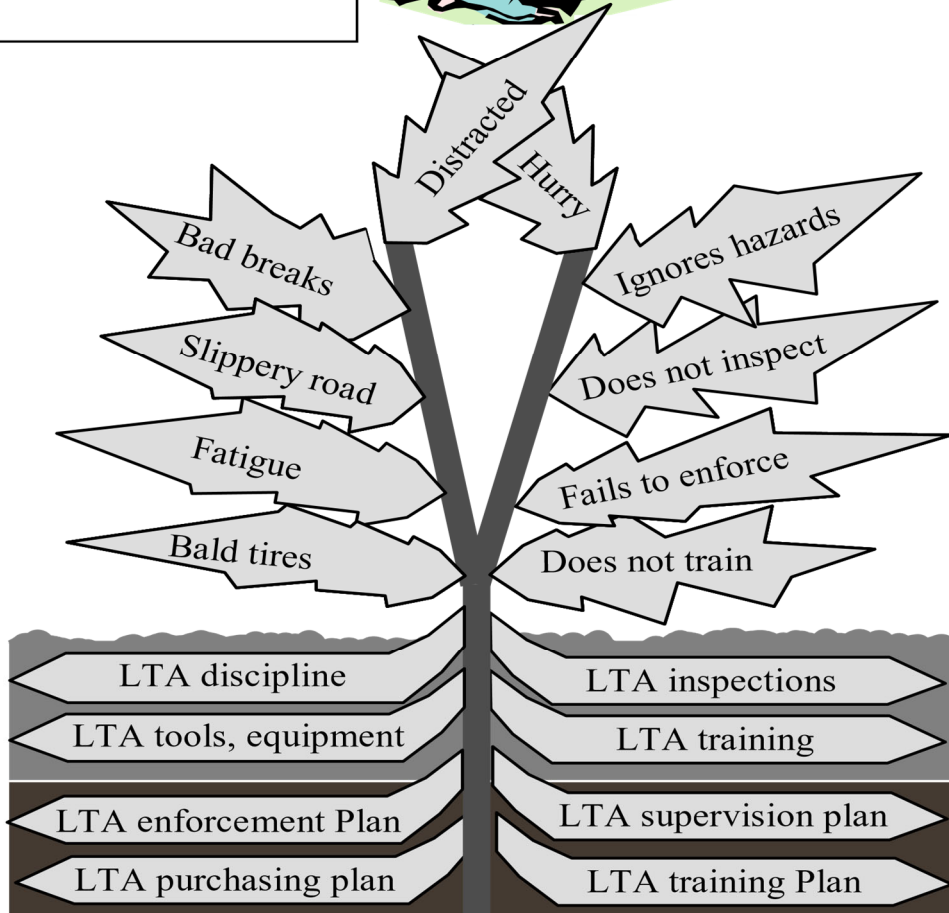 Distracted
Hurry
Bad breaks
Ignores hazards
Slippery road
Does not inspect
Fatigue
Fails to enforce
Bald tires
Does not train
LTA discipline
LTA inspections
LTA tools, equipment
LTA training
LTA enforcement Plan
LTA supervision plan
LTA purchasing plan
LTA training Plan